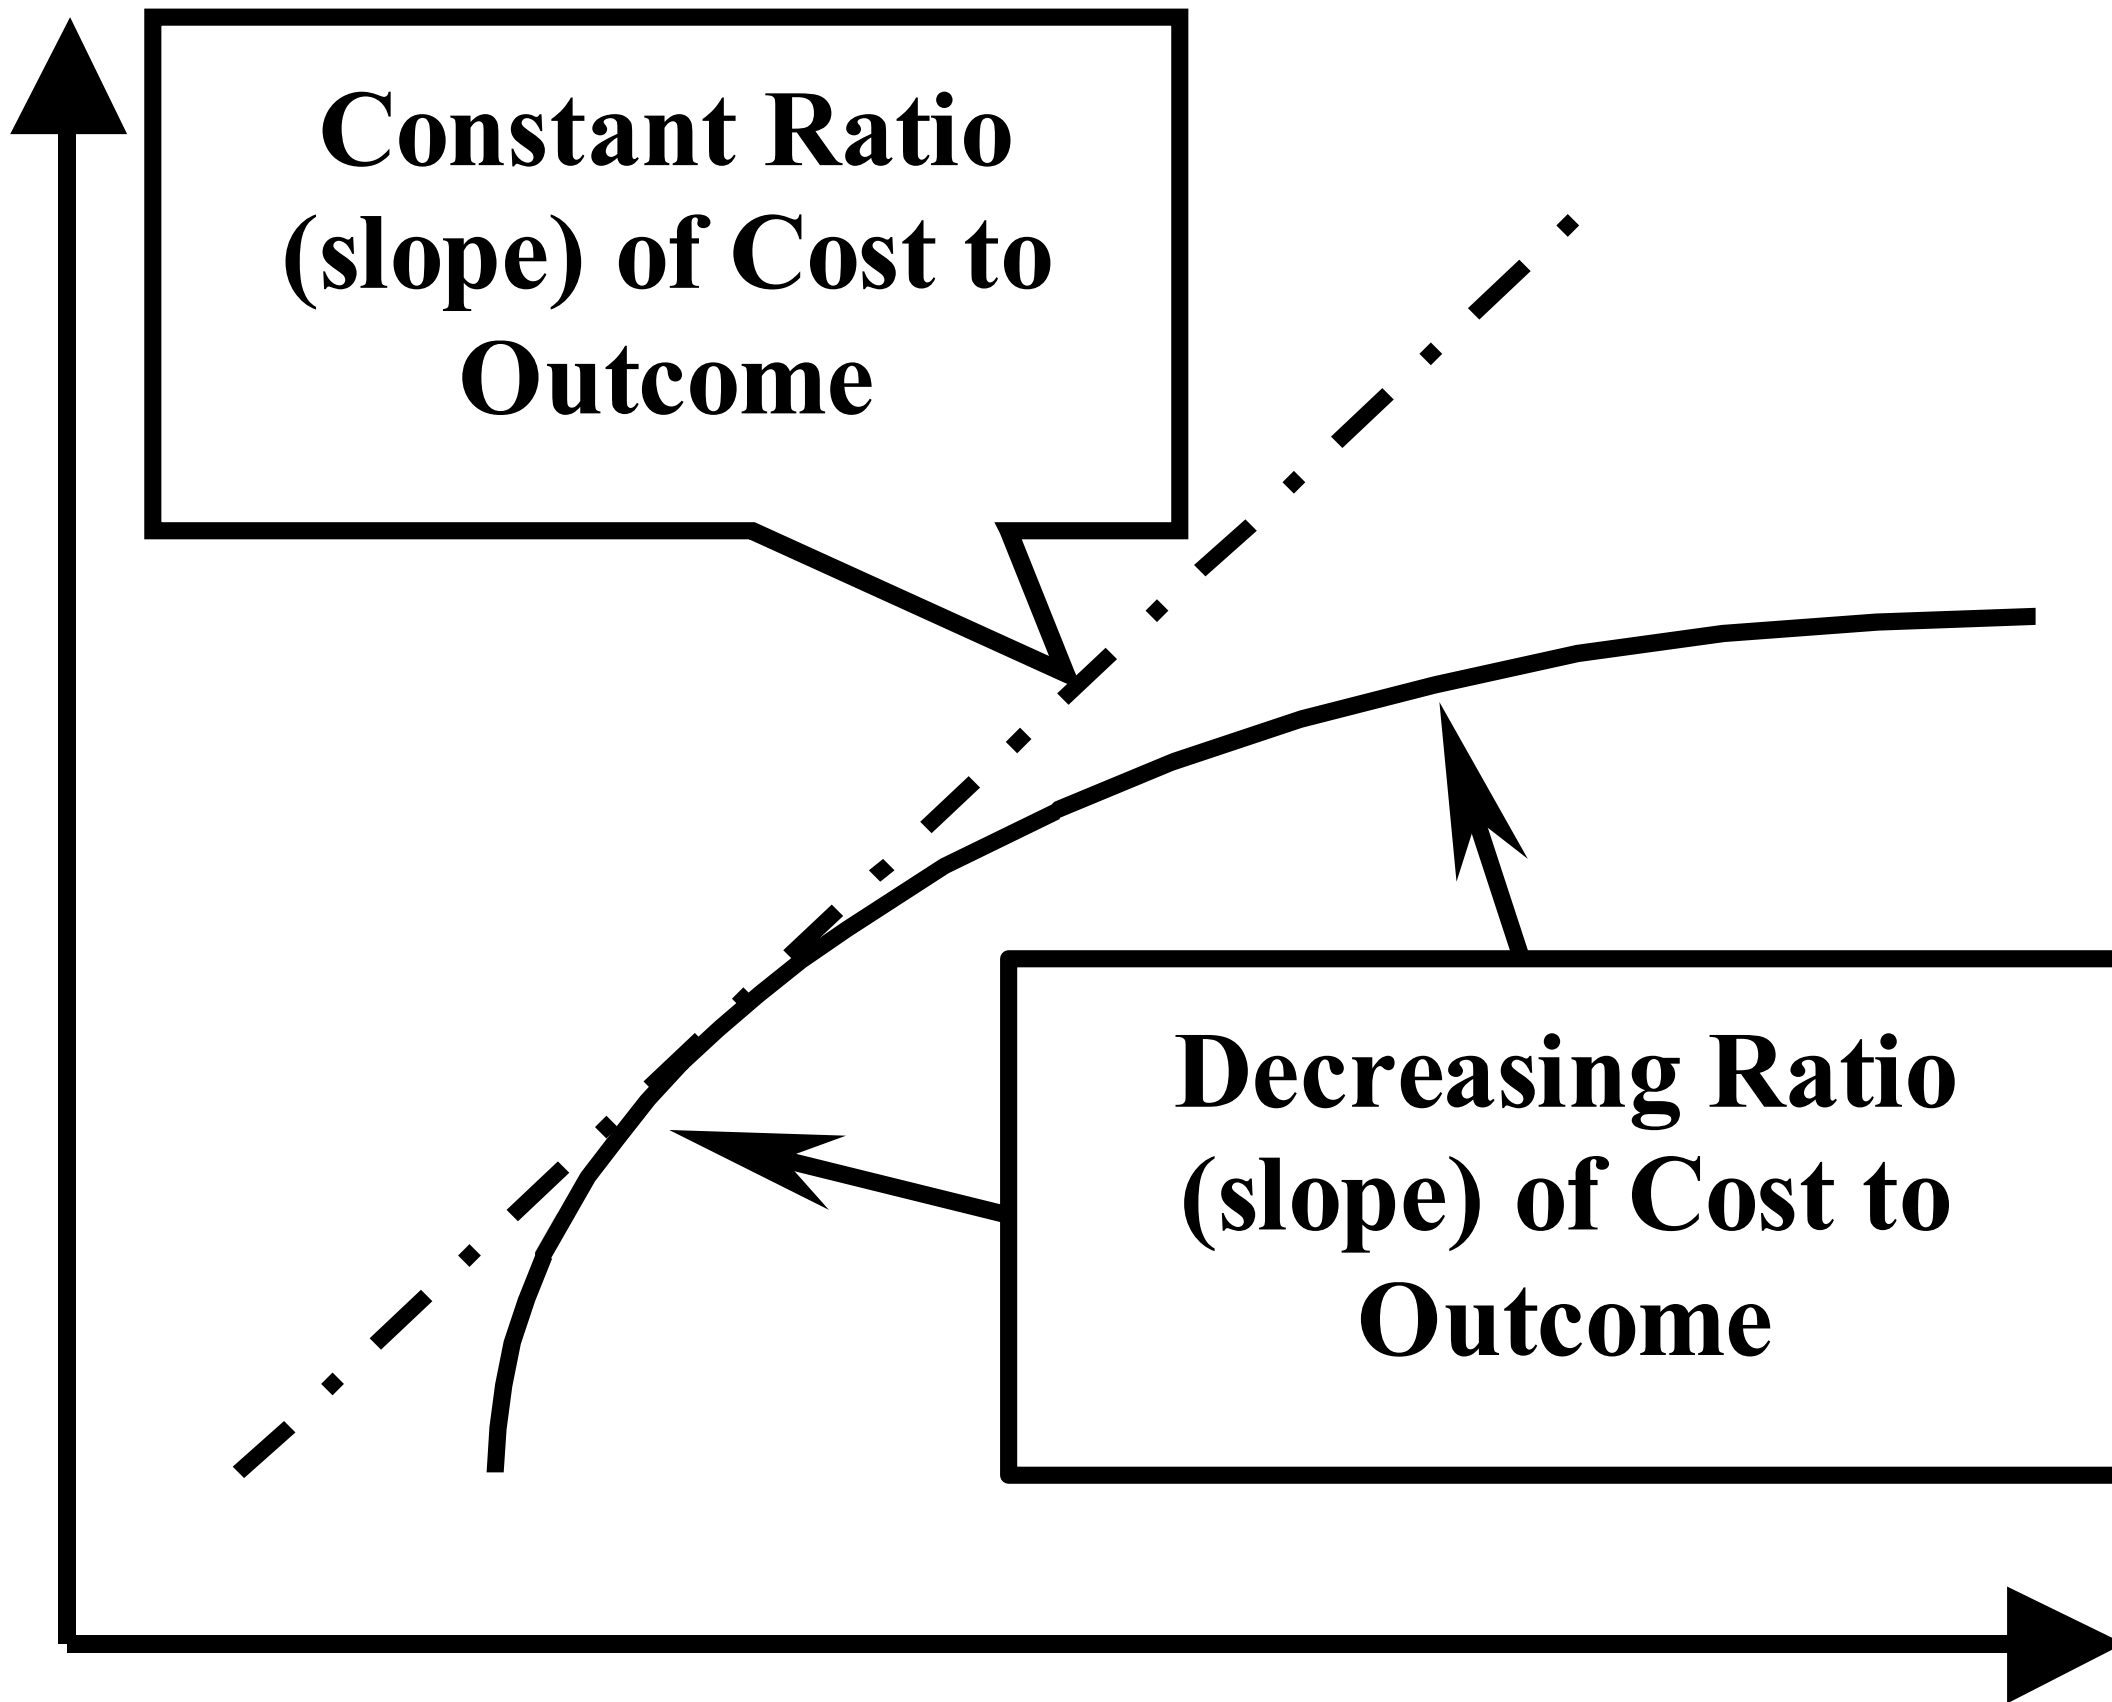 Constant Ratio
(slope) of Cost to
Outcome
Decreasing Ratio
(slope) of Cost to
Outcome